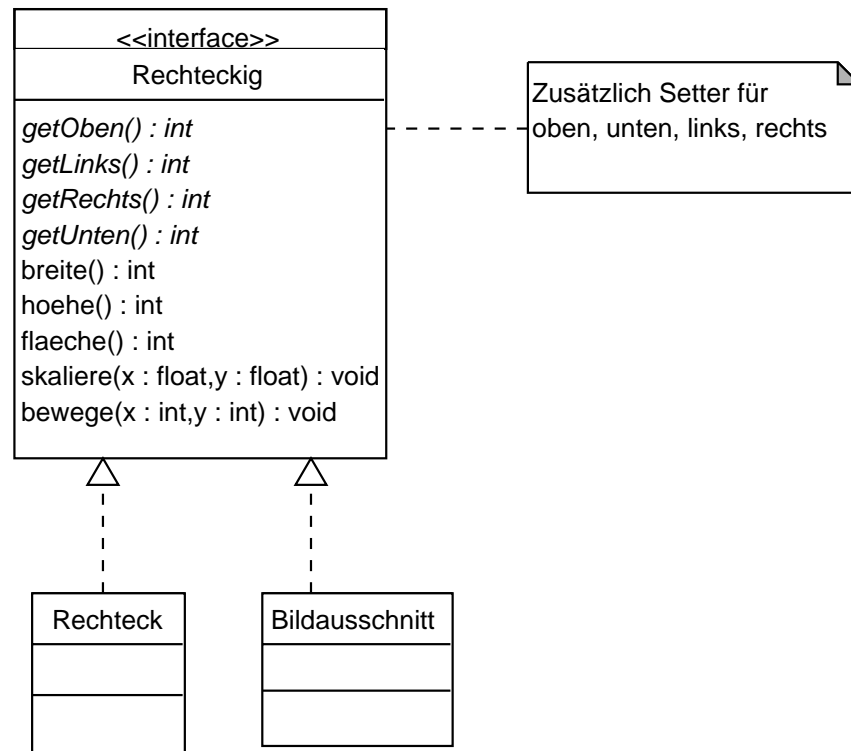 <<interface>>
Rechteckig
getOben() : int
getLinks() : int
getRechts() : int
getUnten() : int
breite() : int
hoehe() : int
flaeche() : int
skaliere(x : float,y : float) : void
bewege(x : int,y : int) : void
Zusätzlich Setter für
oben, unten, links, rechts
Rechteck
Bildausschnitt